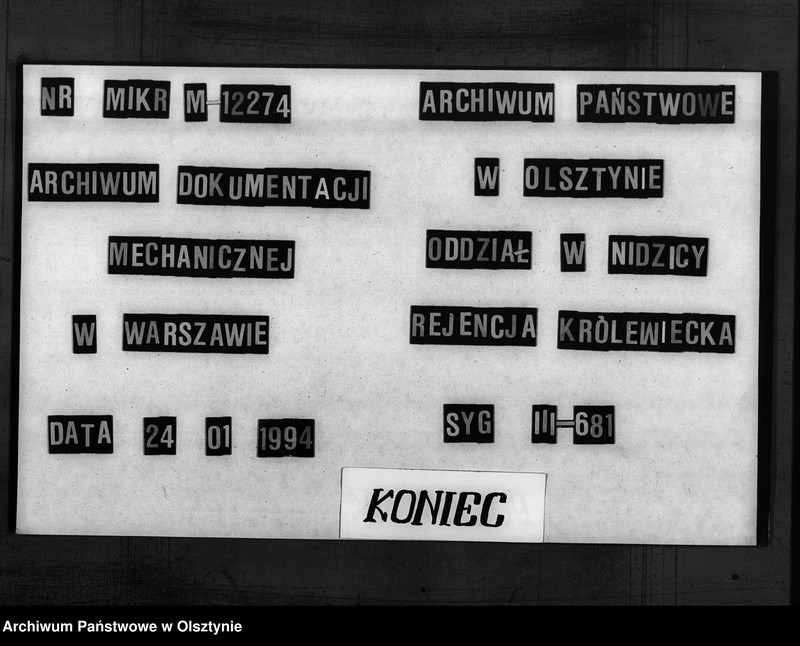 NR MIKR M-12274
ARCHIWUM DOKUMENTACJI
MECHANICZNEJ
W WARSZAWIE
DATA 24 01 1994
ARCHIWUM PAŃSTWOWE
W OLSZTYNIE
ODDZIAŁ W NIDZICY
REJENCJA KRÒLEWIECKA
SYG III-681
KONIEC
Archiwum Państwowe w Olsztynie